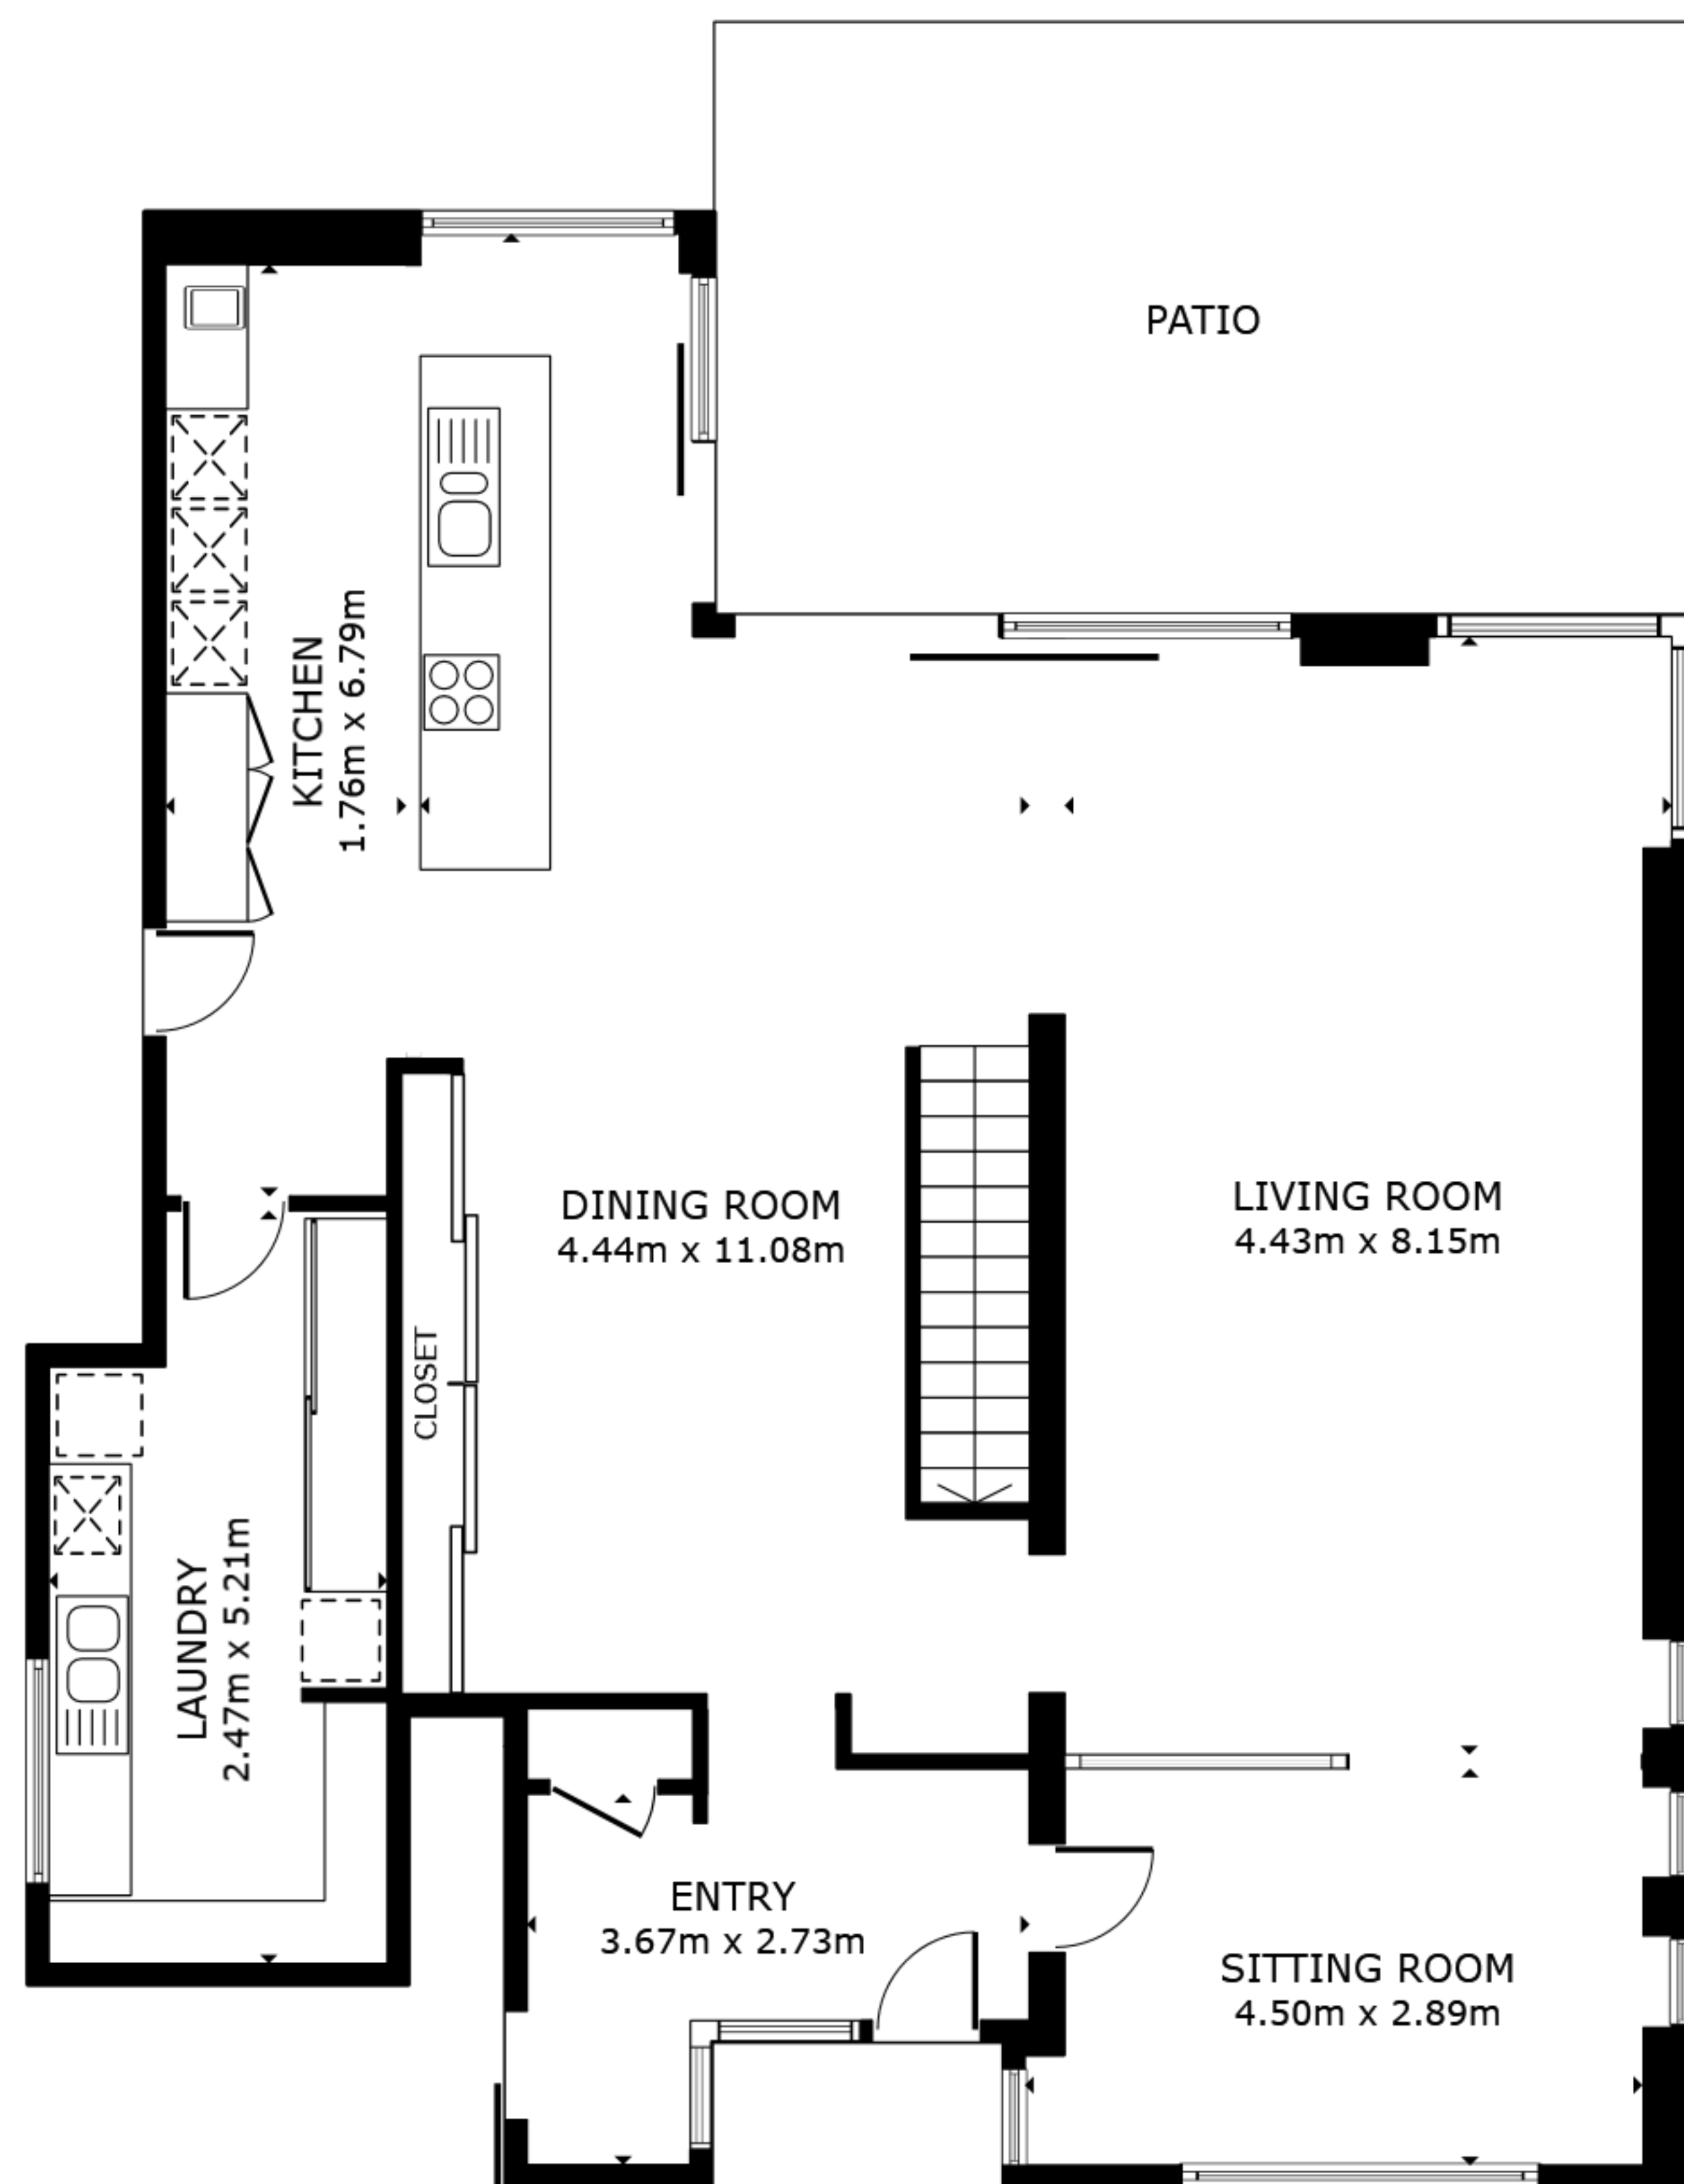 PATIO
KITCHEN
1.76m x 6.79m
DINING ROOM
4.44m x 11.08m
LIVING ROOM
4.43m x 8.15m
CLOSET
LAUNDRY
2.47m x 5.21m
ENTRY
3.67m x 2.73m
SITTING ROOM
4.50m x 2.89m